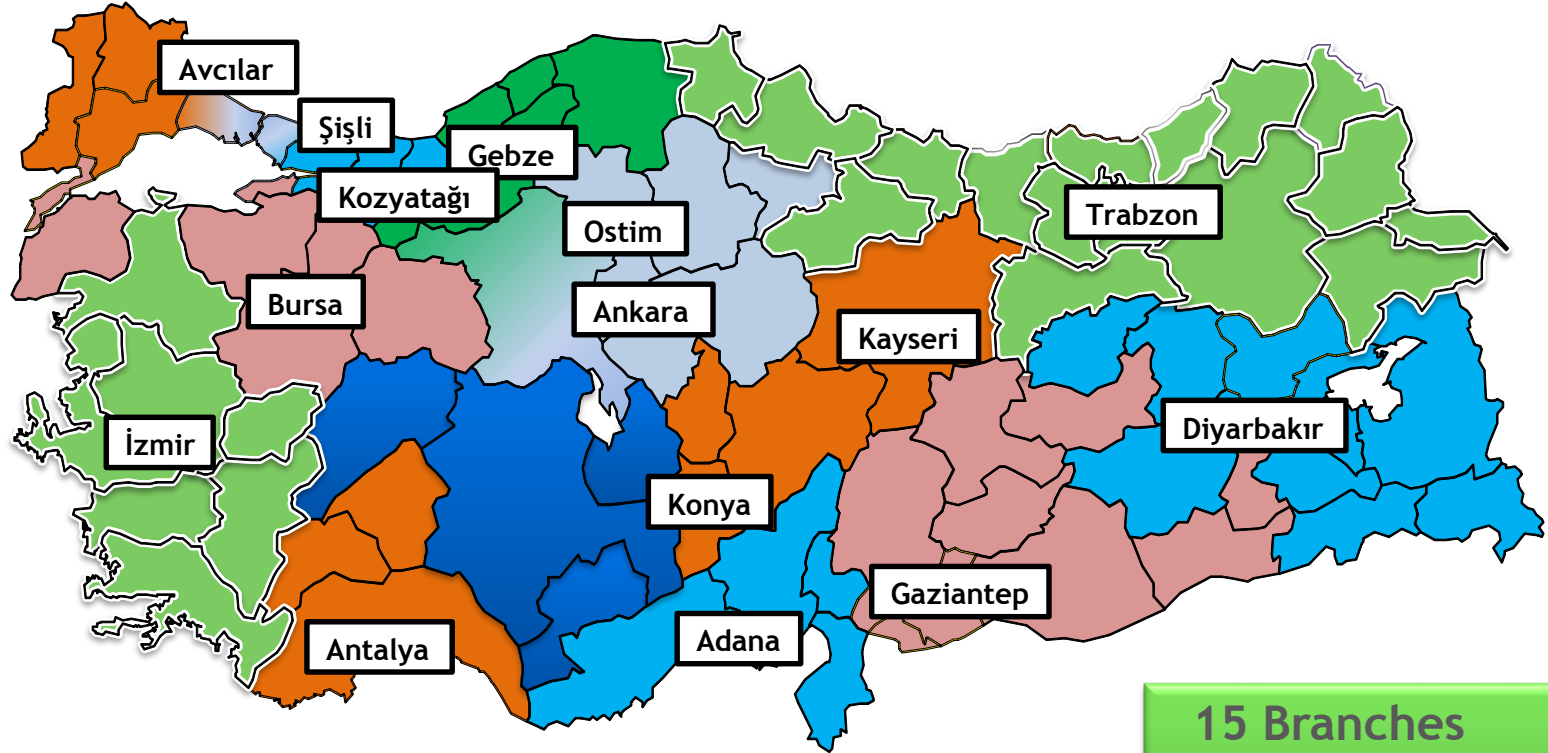 Avcılar
Şişli
Gebze
Kozyatağı
Ostim
Trabzon
Bursa
Ankara
Kayseri
İzmir
Diyarbakır
Konya
Gaziantep
Antalya
Adana
15 Branches